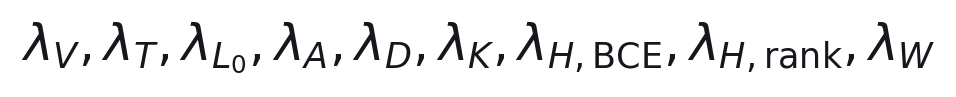 λ_V, λ_T, λ_{L_0}, λ_A, λ_D, λ_K, λ_{H, BCE}, λ_{H, rank}, λ_W